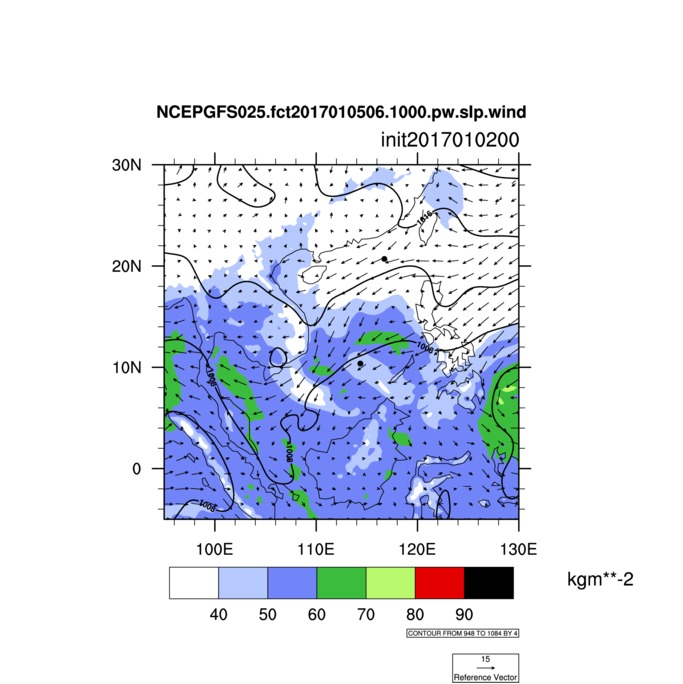 NCEPGFS025.fct2017010506.1000.pw.slp.wind
init2017010200
30N
20N
10N
0
1016
1008
1008
1008
1008
100E 110E 120E 130E
kgm**-2
40 50 60 70 80 90
CONTOUR FROM 948 TO 1084 BY 4
15
Reference Vector